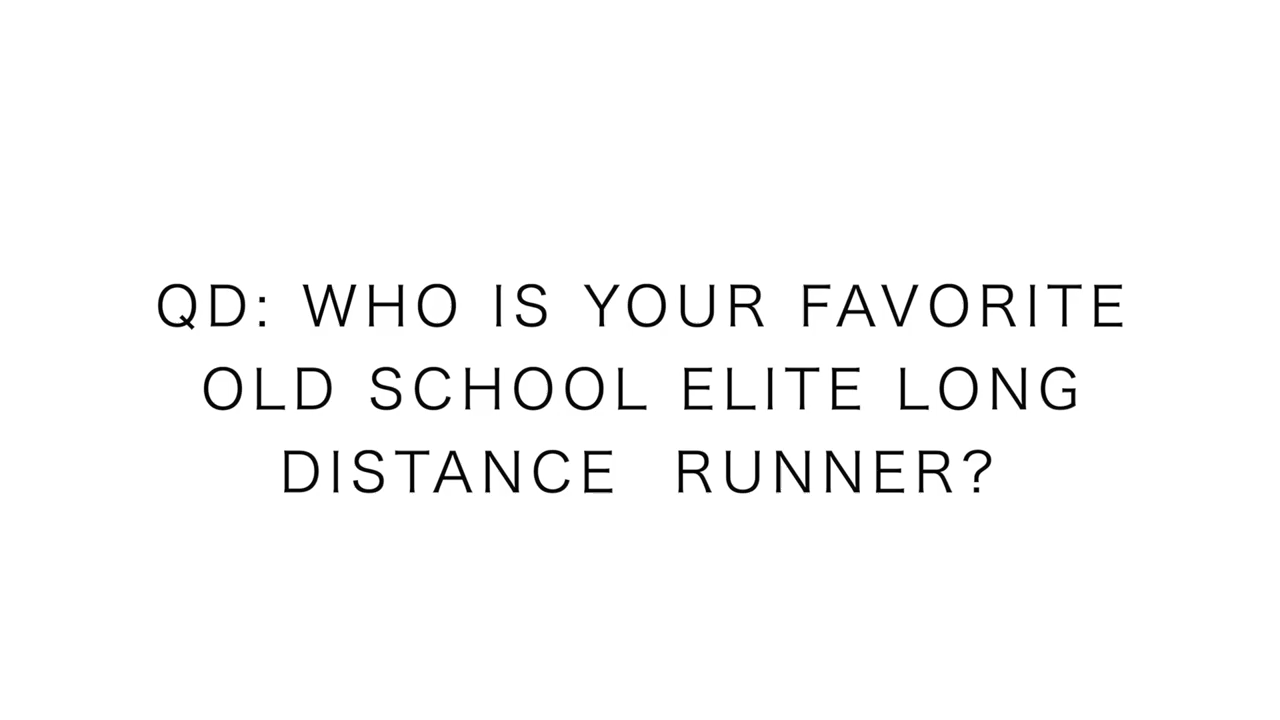 QD: WHO IS YOUR FAVORITE
OLD SCHOOL ELITE LONG
DISTANCE  RUNNER?